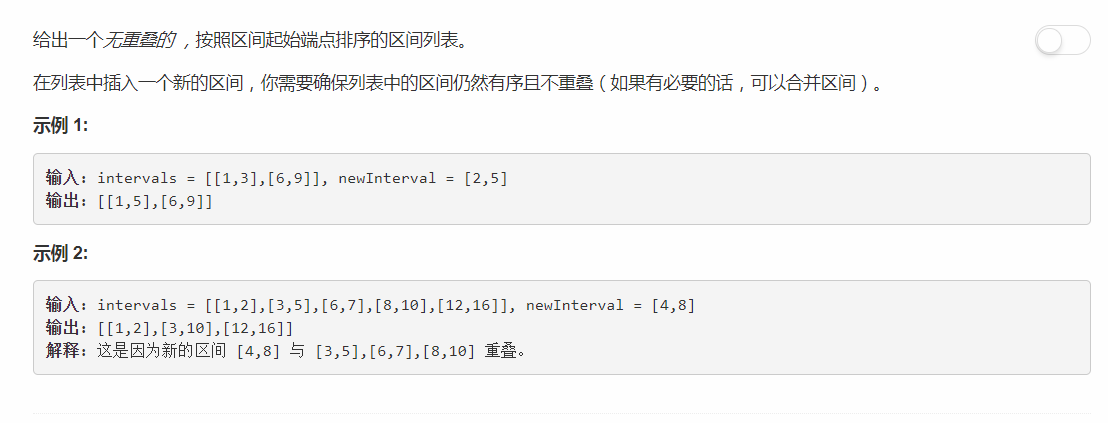 给出一个无重叠的 ，按照区间起始端点排序的区间列表。
在列表中插入一个新的区间，你需要确保列表中的区间仍然有序且不重叠（如果有必要的话，可以合并区间）。
示例 1:
输入: intervals = [[1,3],[6,9]], newInterval = [2,5]
输出: [[1,5],[6,9]]
示例 2:
输入: intervals = [[1,2],[3,5],[6,7],[8,10],[12,16]], newInterval = [4,8]
输出: [[1,2],[3,10],[12,16]]
解释: 这是因为新的区间 [4,8] 与 [3,5],[6,7],[8,10] 重叠。